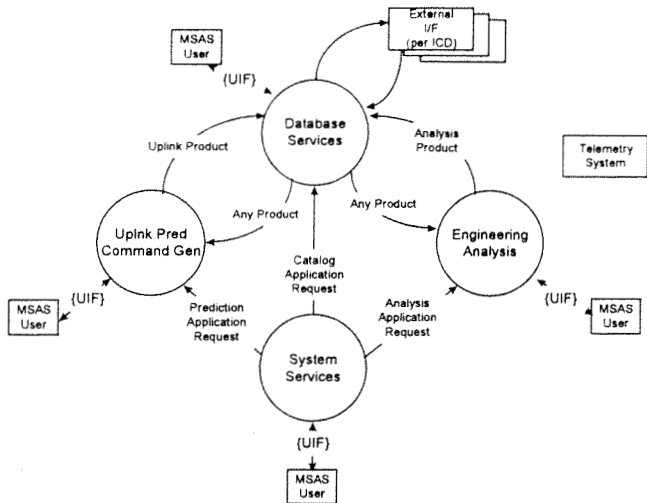 External
I/F
(per ICD)
MSAS
User
{UIF}
Database
Services
Uplink Product
Analysis
Product
Telemetry
System
Any Product
Any Product
Uplnk Pred
Command Gen
Engineering
Analysis
Catalog
Application
Request
{UIF}
MSAS
User
Prediction
Application
Request
Analysis
Application
Request
{UIF}
MSAS
User
System
Services
{UIF}
MSAS
User